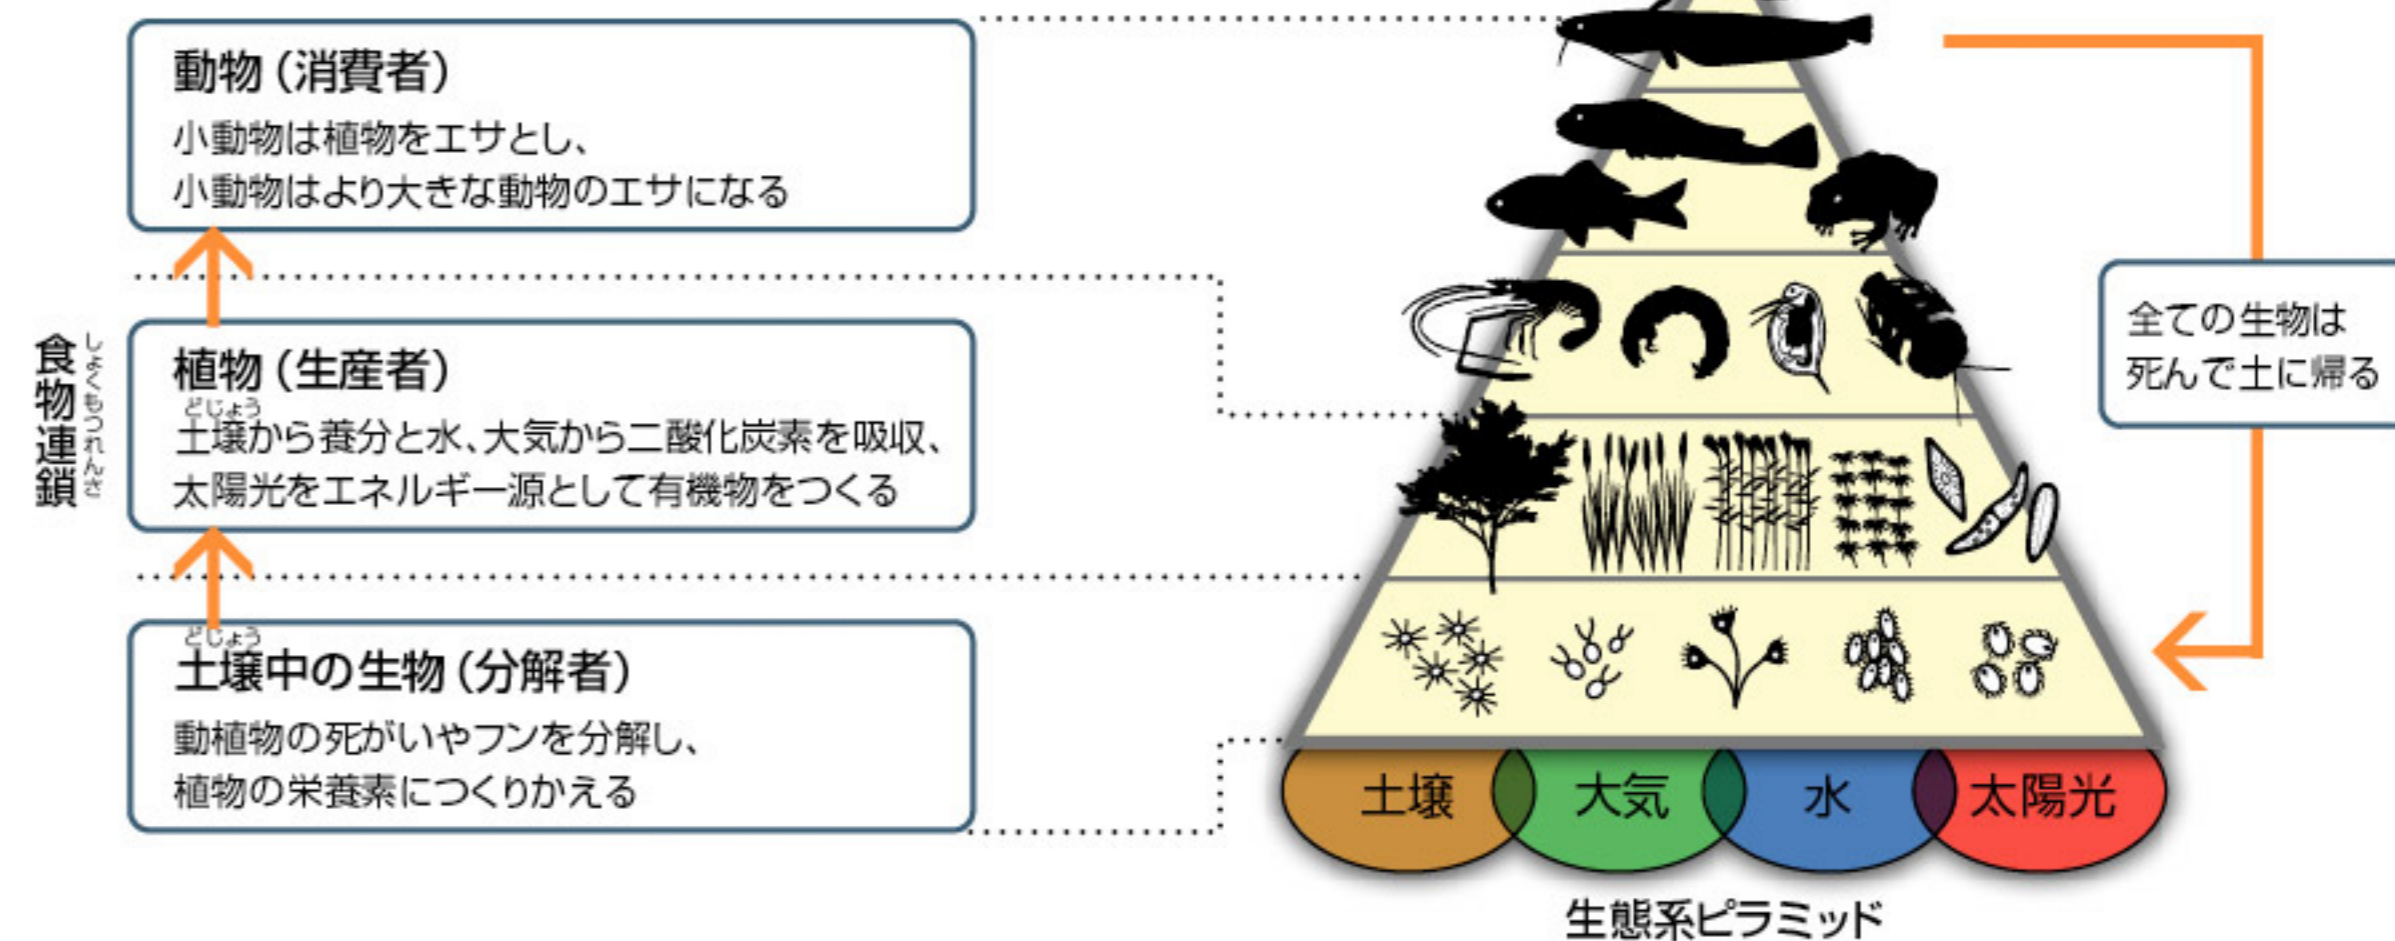 動物（消費者）
小動物は植物をエサとし、
小動物はより大きな動物のエサになる
食物連鎖
しょくもつれんさ
植物（生産者）
どじょう
土壌から養分と水、大気から二酸化炭素を吸収、
太陽光をエネルギー源として有機物をつくる
どじょう
土壌中の生物（分解者）
動植物の死がいやフンを分解し、
植物の栄養素につくりかえる
全ての生物は
死んで土に帰る
土壌
大気
水
太陽光
生態系ピラミッド